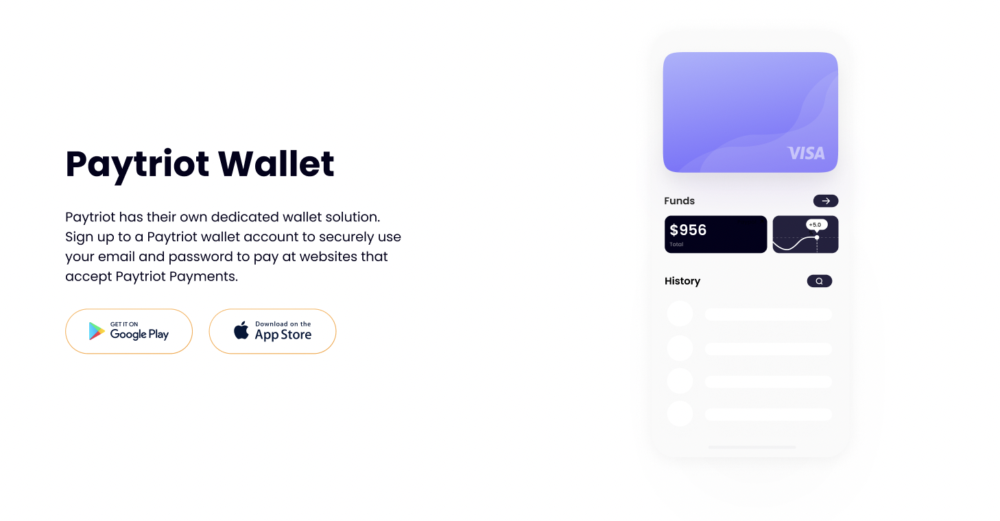 Paytriot Wallet
Paytriot has their own dedicated wallet solution.
Sign up to a Paytriot wallet account to securely use
your email and password to pay at websites that
accept Paytriot Payments.
GET IT ON
Google Play
Download on the
App Store
VISA
Funds
$956
Total
+5.0
History